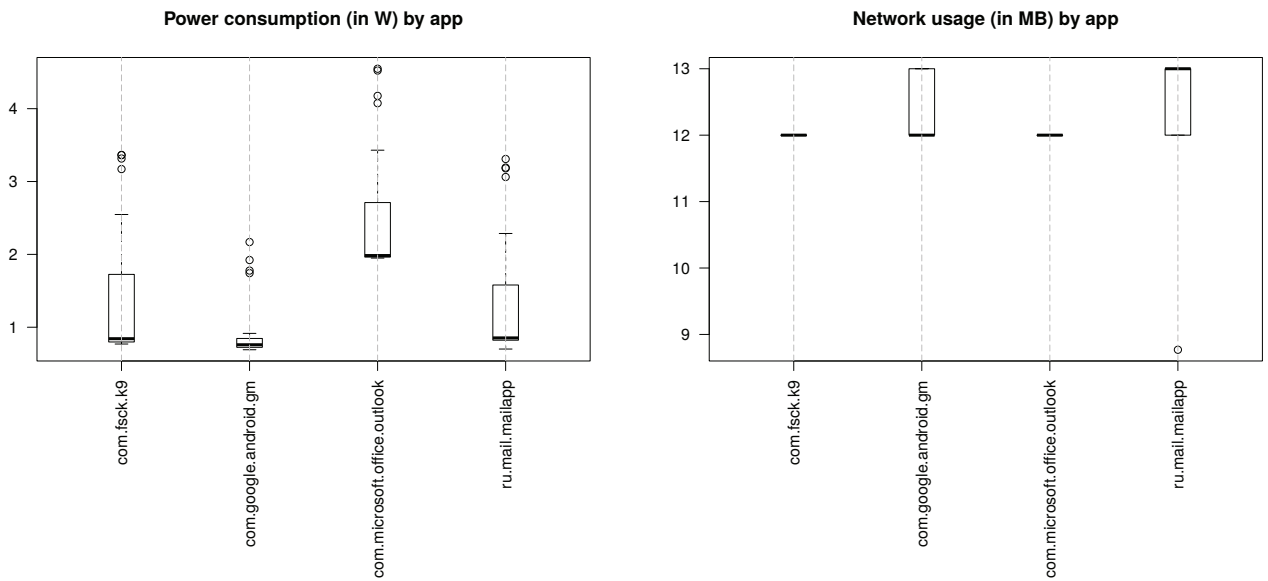 Power consumption (in W) by app
4
3
2
1
com.fsck.k9
com.google.android.gm
com.microsoft.office.outlook
ru.mail.mailapp
Network usage (in MB) by app
13
12
11
10
9
com.fsck.k9
com.google.android.gm
com.microsoft.office.outlook
ru.mail.mailapp